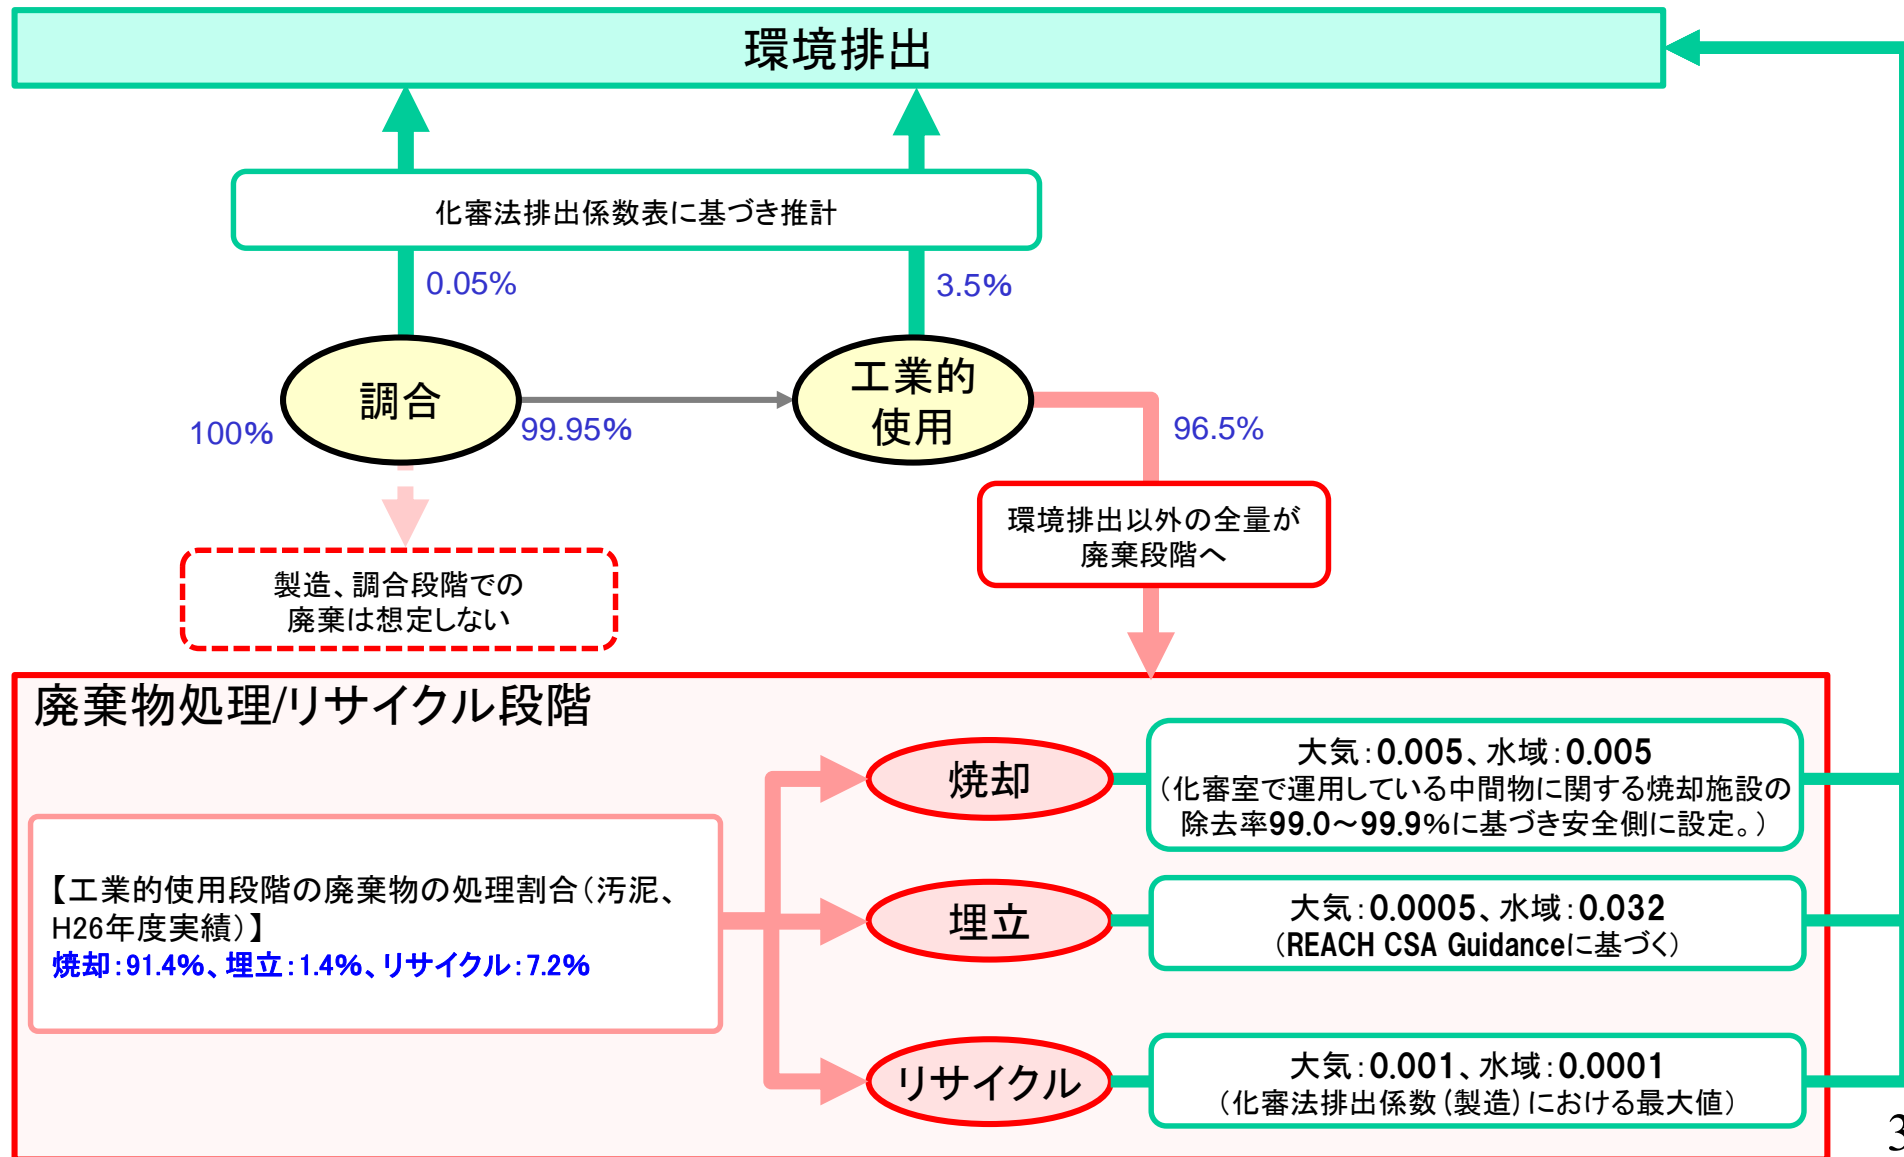 環境排出
化審法排出係数表に基づき推計
0.05%
3.5%
調合
工業的
使用
100%
99.95%
96.5%
環境排出以外の全量が
廃棄段階へ
製造、調合段階での
廃棄は想定しない
廃棄物処理/リサイクル段階
【工業的使用段階の廃棄物の処理割合（汚泥、
H26年度実績）】
焼却：91.4%、埋立：1.4%、リサイクル：7.2%
焼却
大気：0.005、水域：0.005
（化審室で運用している中間物に関する焼却施設の
除去率99.0～99.9%に基づき安全側に設定。）
埋立
大気：0.0005、水域：0.032
（REACH CSA Guidanceに基づく）
リサイクル
大気：0.001、水域：0.0001
（化審法排出係数（製造）における最大値）
3